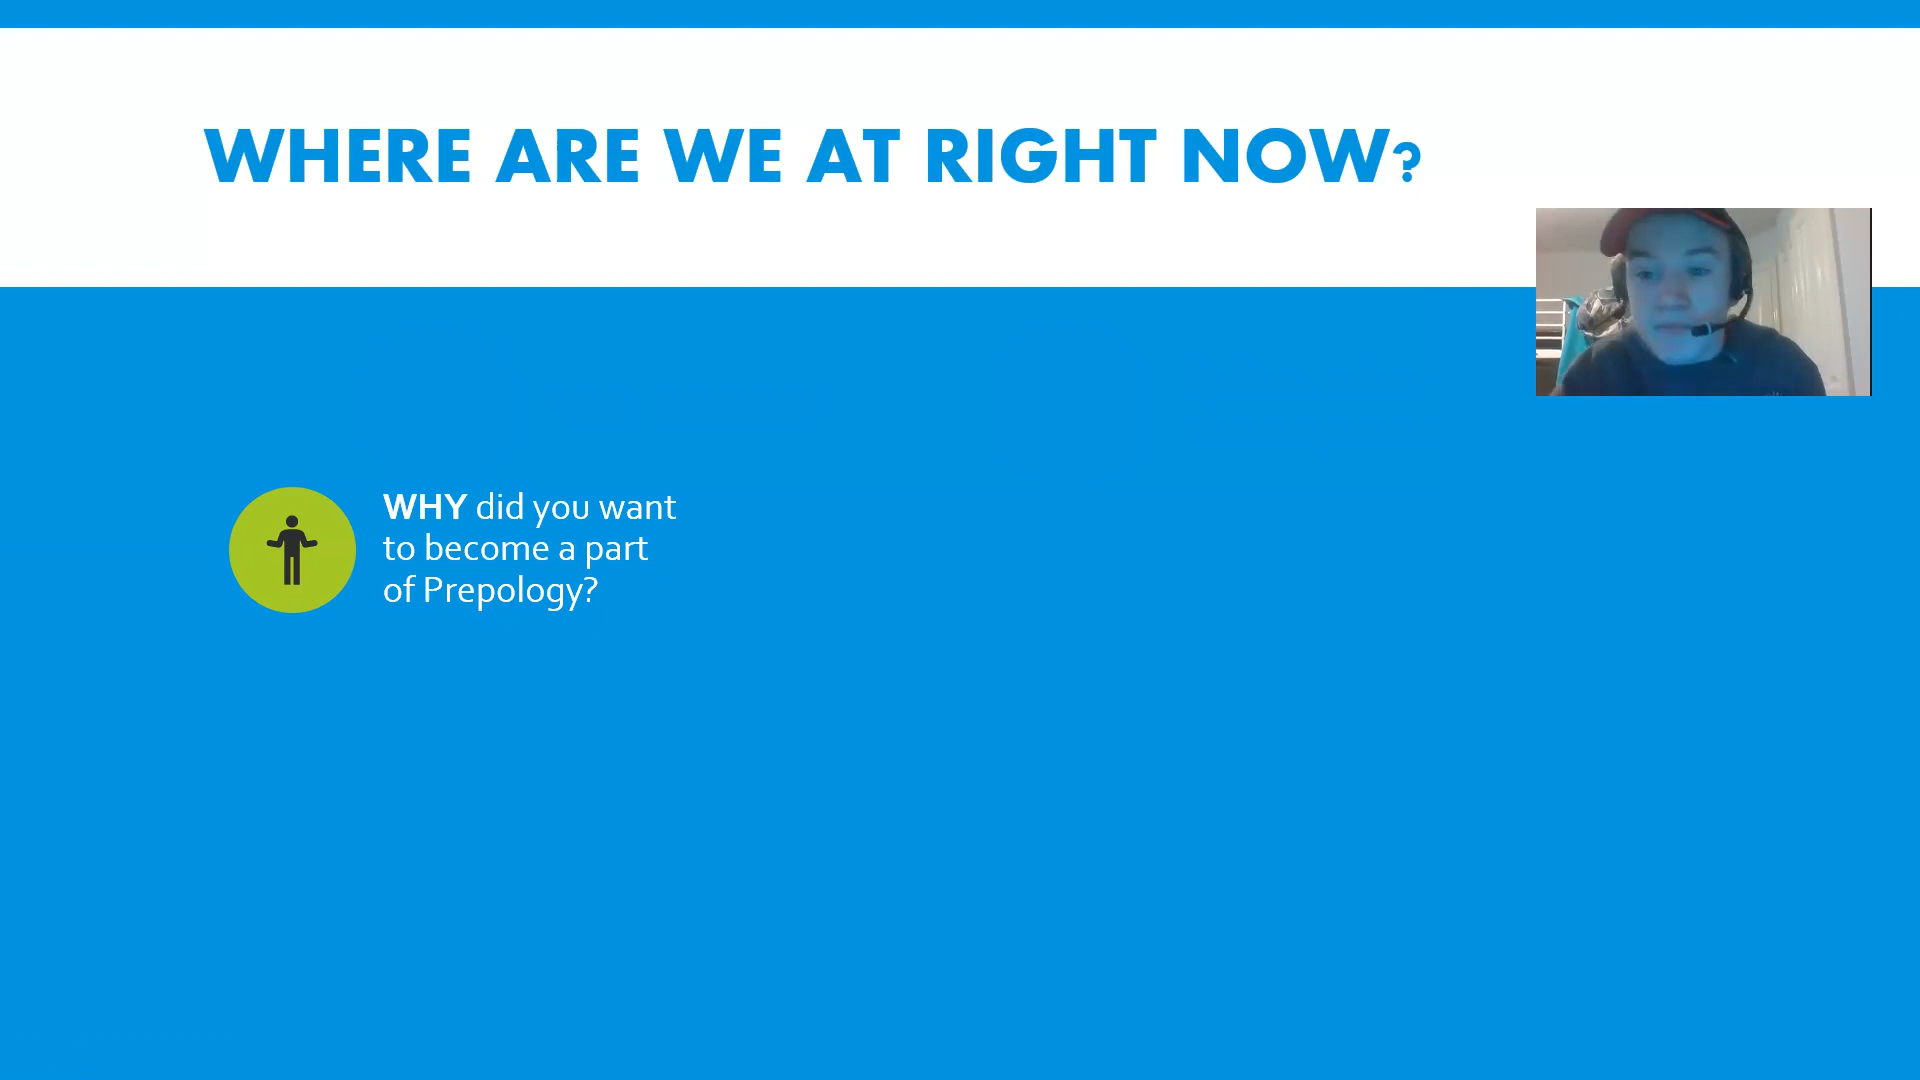 WHERE ARE WE AT RIGHT NOW?
WHY did you want
to become a part
of Prepology?